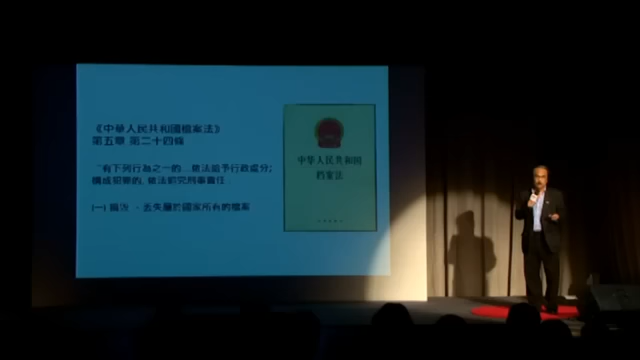 《中華人民共和國檔案法》
第五章 第二十四條
有下列行為之一的...依法給予行政處分;
構成犯罪的, 依法追究刑事責任
(一) 損毀、丟失屬於國家所有的檔案
中华人民共和国
档案法